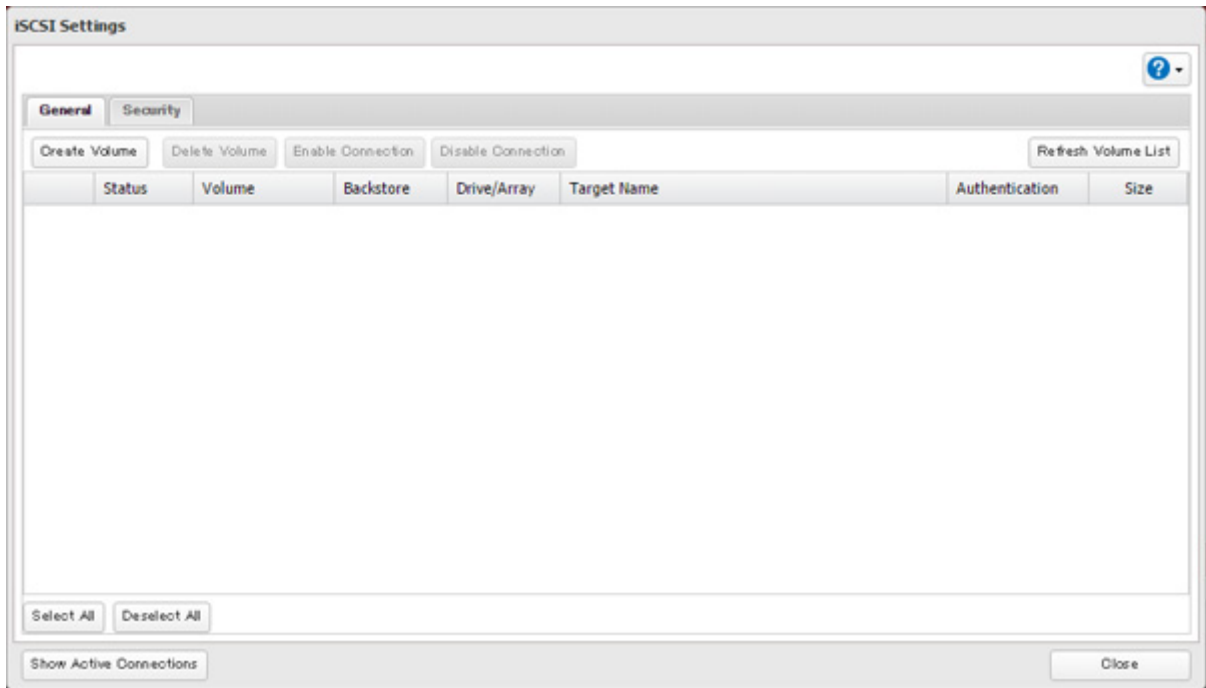 iSCSI Settings
?
General Security
Create Volume Delete Volume Enable Connection Disable Connection Refresh Volume List
Status Volume Backstore Drive/Array Target Name Authentication Size
Select All Deselect All
Show Active Connections Close